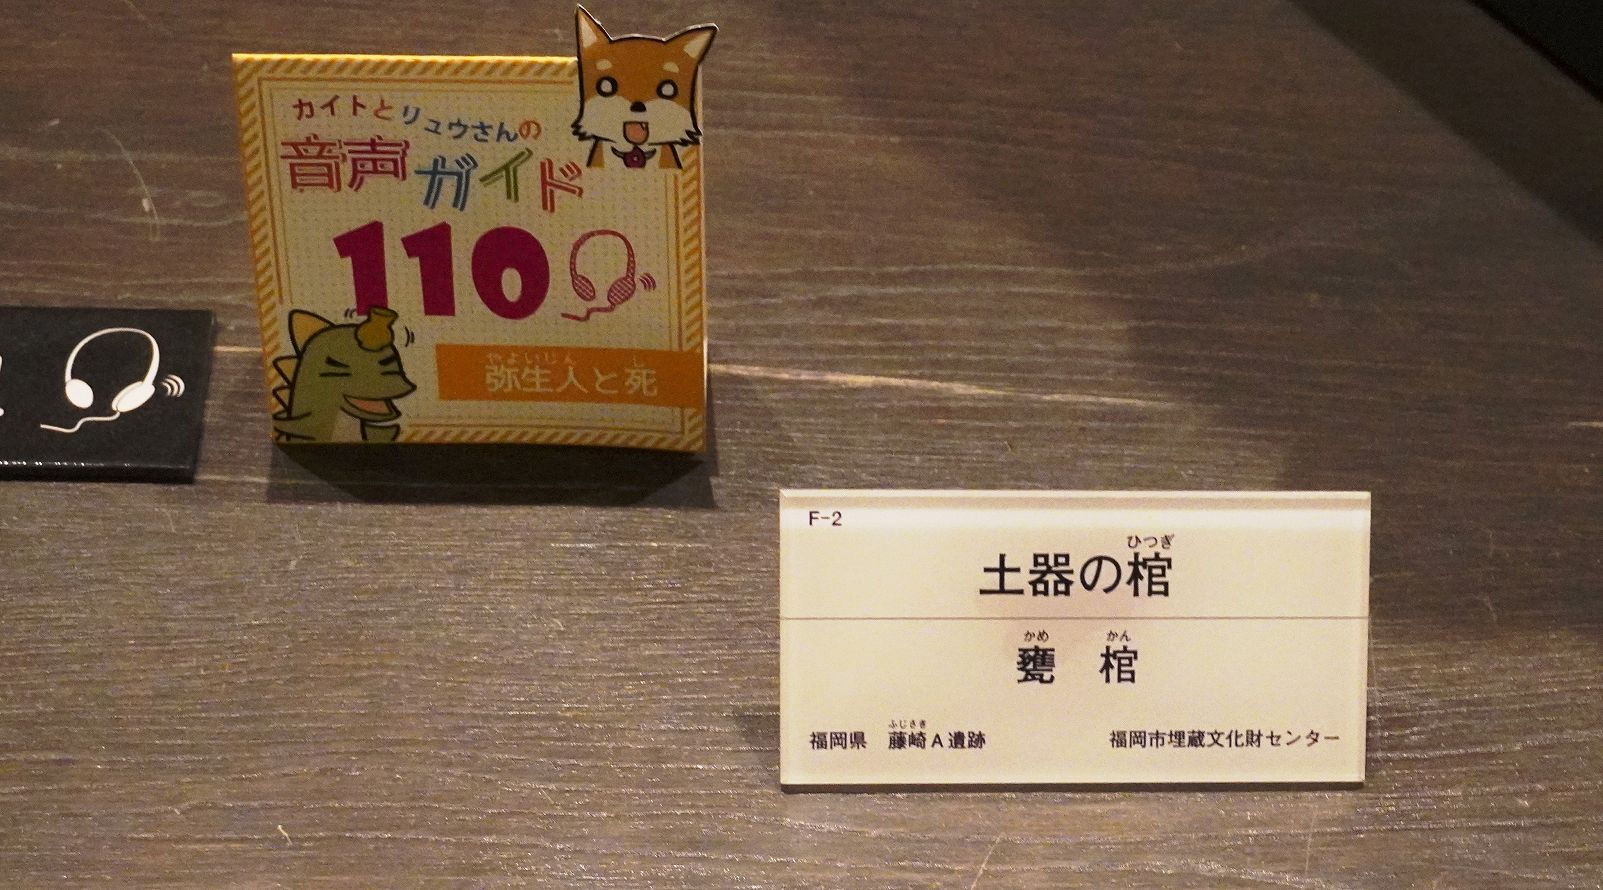 カイトとリュウさんの
音声ガイド
110
やよいじん し
弥生人と死
F-2
ひつぎ
土器の棺
かめ かん
甕 棺
ふじさき
福岡県 藤崎A遺跡
福岡市埋蔵文化財センター